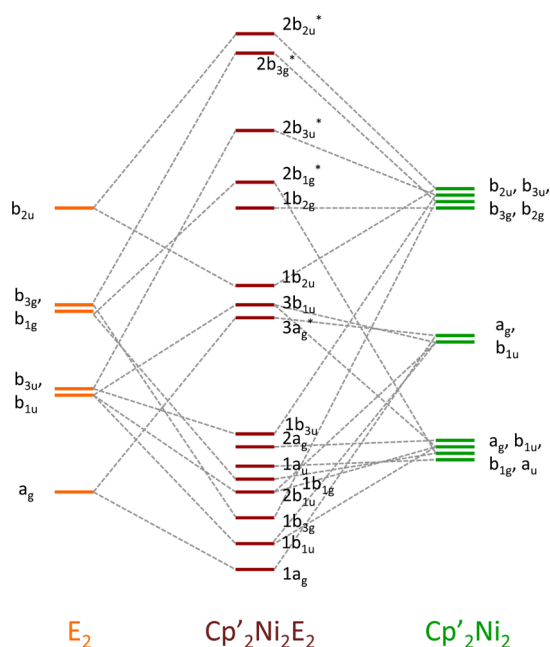 2b₂ᵤ*
2b₃g*
2b₃ᵤ*
2b₁g*
1b₂g
1b₂ᵤ
3b₁ᵤ
3ag*
1b₃ᵤ
2ag
1aᵤ
1b₁g
2b₁ᵤ
1b₃g
1b₁ᵤ
1ag
b₂ᵤ
b₃g,
b₁g
b₃ᵤ,
b₁ᵤ
ag
b₂ᵤ, b₃ᵤ,
b₃g, b₂g
ag,
b₁ᵤ
ag, b₁ᵤ,
b₁g, aᵤ
E₂
Cp’₂Ni₂E₂
Cp’₂Ni₂